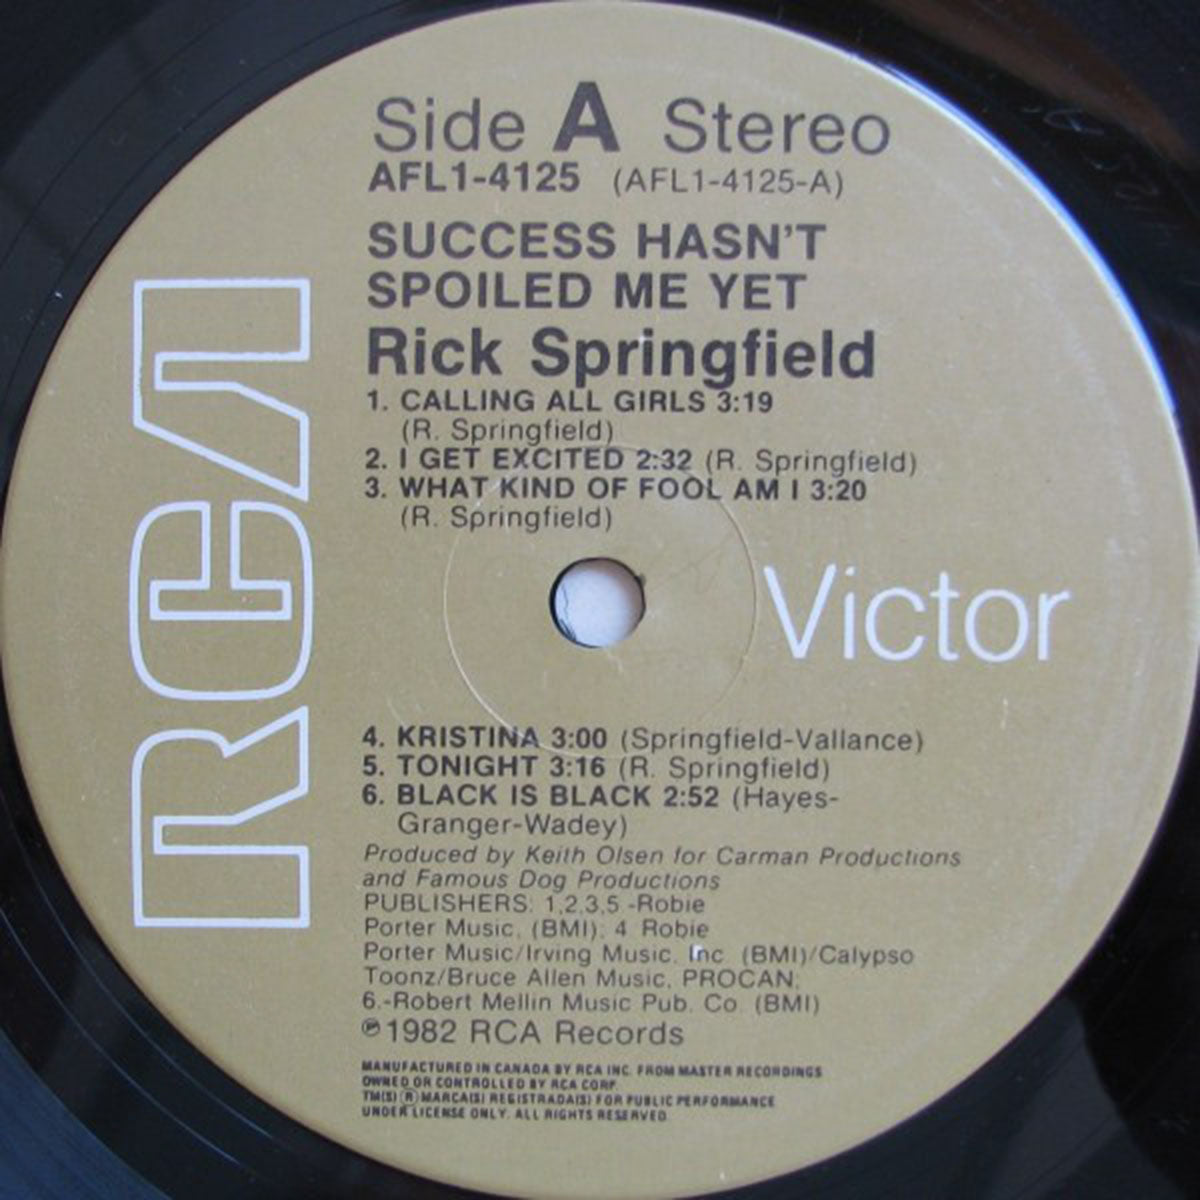 Side A Stereo
AFL1-4125 (AFL1-4125-A)
SUCCESS HASN'T
SPOILED ME YET
Rick Springfield
1. CALLING ALL GIRLS 3:19
(R. Springfield)
2. I GET EXCITED 2:32 (R. Springfield)
3. WHAT KIND OF FOOL AM I 3:20
(R. Springfield)
RCA
Victor
4. KRISTINA 3:00 (Springfield-Vallance)
5. TONIGHT 3:16 (R. Springfield)
6. BLACK IS BLACK 2:52 (Hayes-
Granger-Wadey)
Produced by Keith Olsen for Carman Productions
and Famous Dog Productions
PUBLISHERS: 1,2,3,5 -Robie
Porter Music, (BMI); 4 Robie
Porter Music/Irving Music, Inc. (BMI)/Calypso
Toonz/Bruce Allen Music, PROCAN;
6.-Robert Mellin Music Pub. Co. (BMI)
℗1982 RCA Records
MANUFACTURED IN CANADA BY RCA INC. FROM MASTER RECORDINGS
OWNED OR CONTROLLED BY RCA CORP.
TM(S) ® MARCA(S) REGISTRADA(S) FOR PUBLIC PERFORMANCE
UNDER LICENSE ONLY. ALL RIGHTS RESERVED.